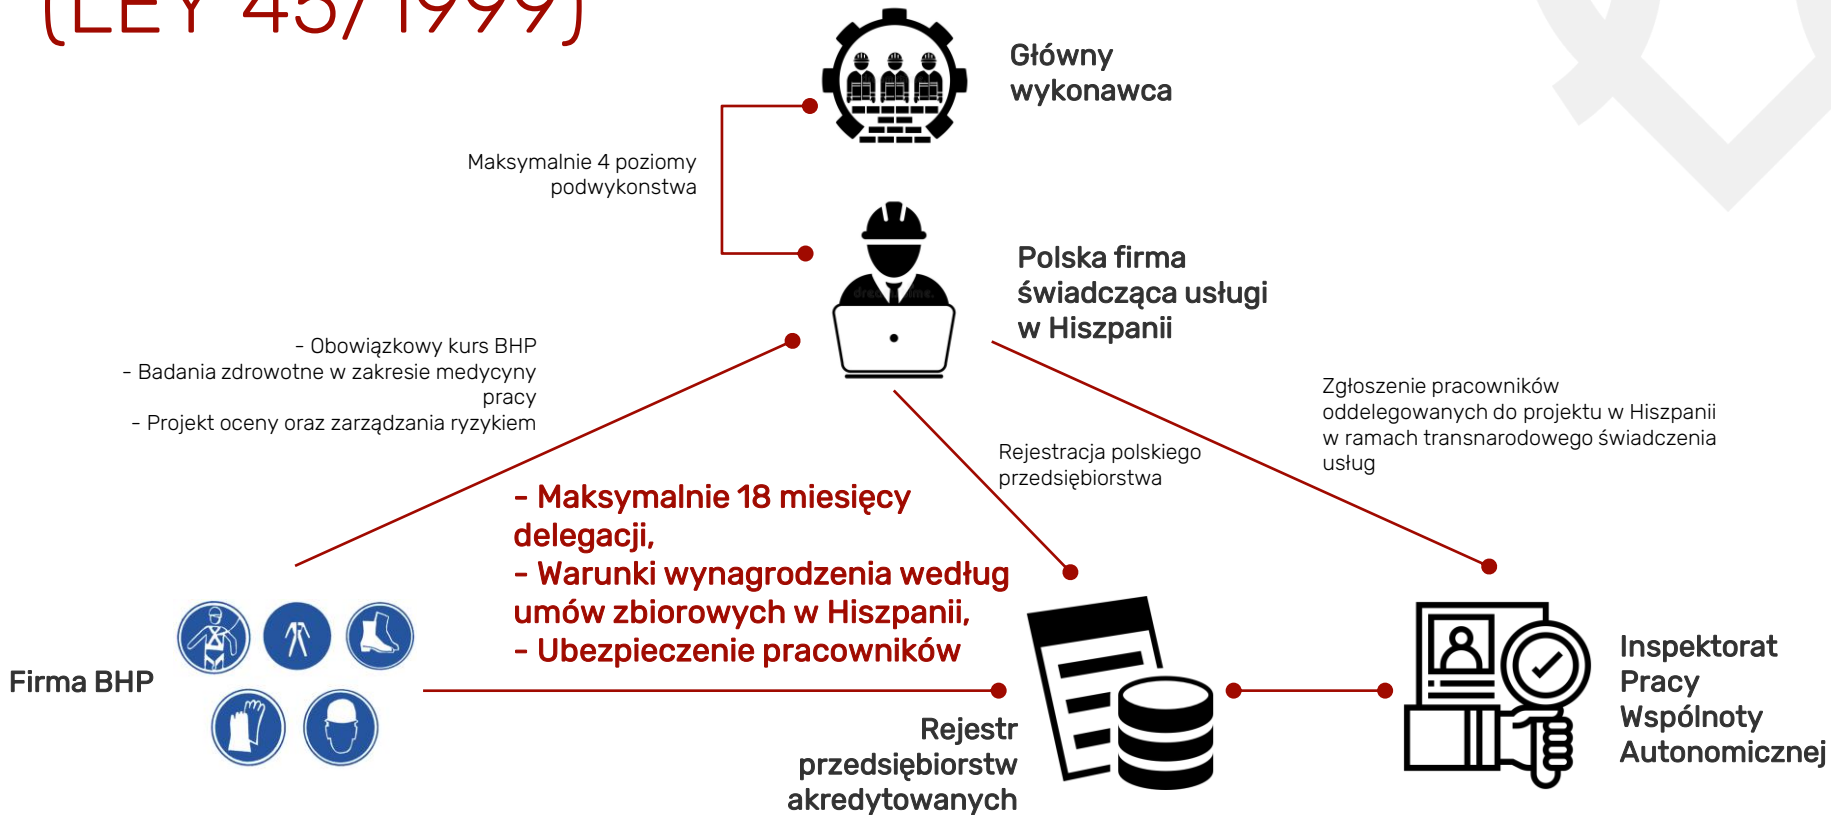 (LEY 45/1999)
Główny
wykonawca
Maksymalnie 4 poziomy
podwykonstwa
Polska firma
świadcząca usługi
w Hiszpanii
- Obowiązkowy kurs BHP
- Badania zdrowotne w zakresie medycyny
pracy
- Projekt oceny oraz zarządzania ryzykiem
Zgłoszenie pracowników
oddelegowanych do projektu w Hiszpanii
w ramach transnarodowego świadczenia
usług
Rejestracja polskiego
przedsiębiorstwa
- Maksymalnie 18 miesięcy
delegacji,
- Warunki wynagrodzenia według
umów zbiorowych w Hiszpanii,
- Ubezpieczenie pracowników
Firma BHP
Rejestr
przedsiębiorstw
akredytowanych
Inspektorat
Pracy
Wspólnoty
Autonomicznej